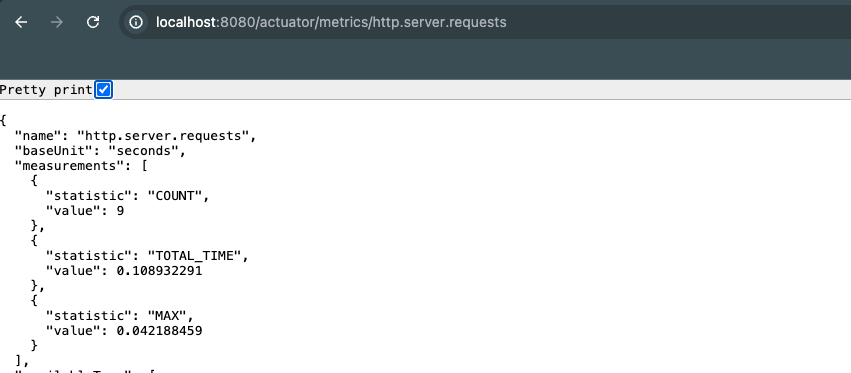 localhost:8080/actuator/metrics/http.server.requests
Pretty print
{
"name": "http.server.requests",
"baseUnit": "seconds",
"measurements": [
{
"statistic": "COUNT",
"value": 9
},
{
"statistic": "TOTAL_TIME",
"value": 0.108932291
},
{
"statistic": "MAX",
"value": 0.042188459
}
],